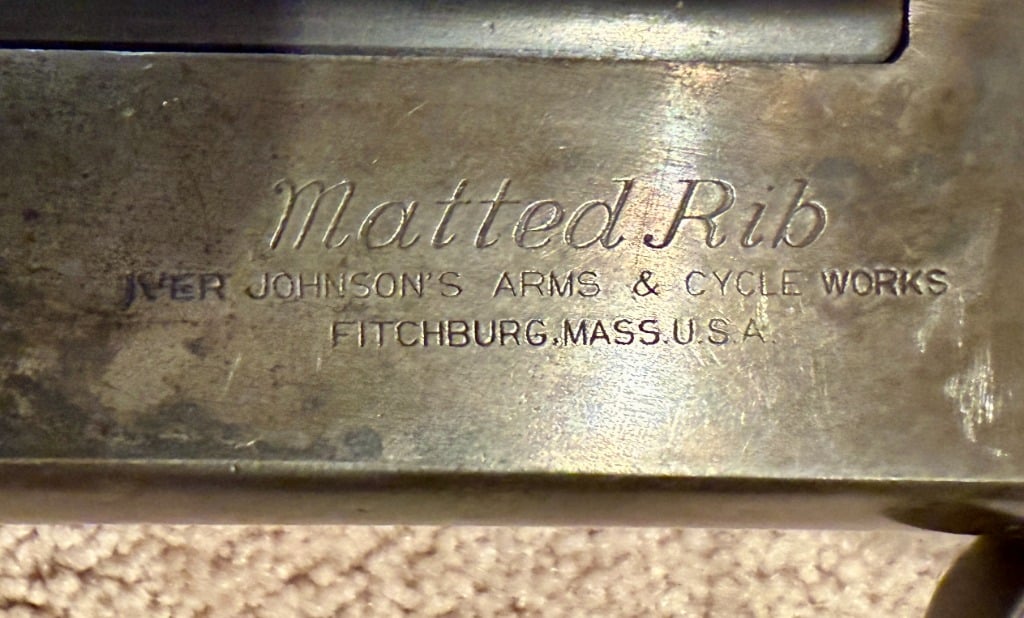 Matted Rib
IVER JOHNSON'S ARMS & CYCLE WORKS
FITCHBURG, MASS. U.S.A.